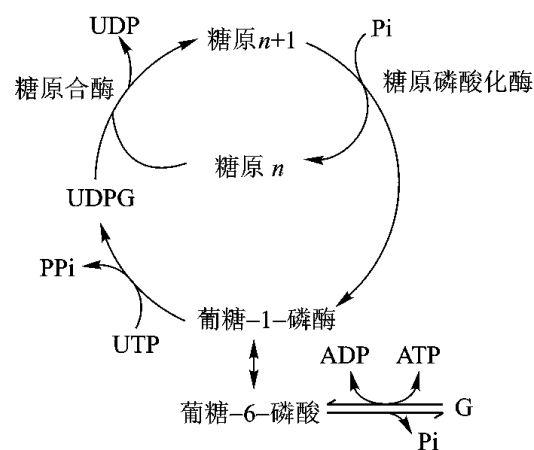 UDP
糖原n+1
Pi
糖原合酶
糖原磷酸化酶
糖原 n
UDPG
PPi
UTP
葡糖-1-磷酶
ADP
ATP
葡糖-6-磷酸
G
Pi